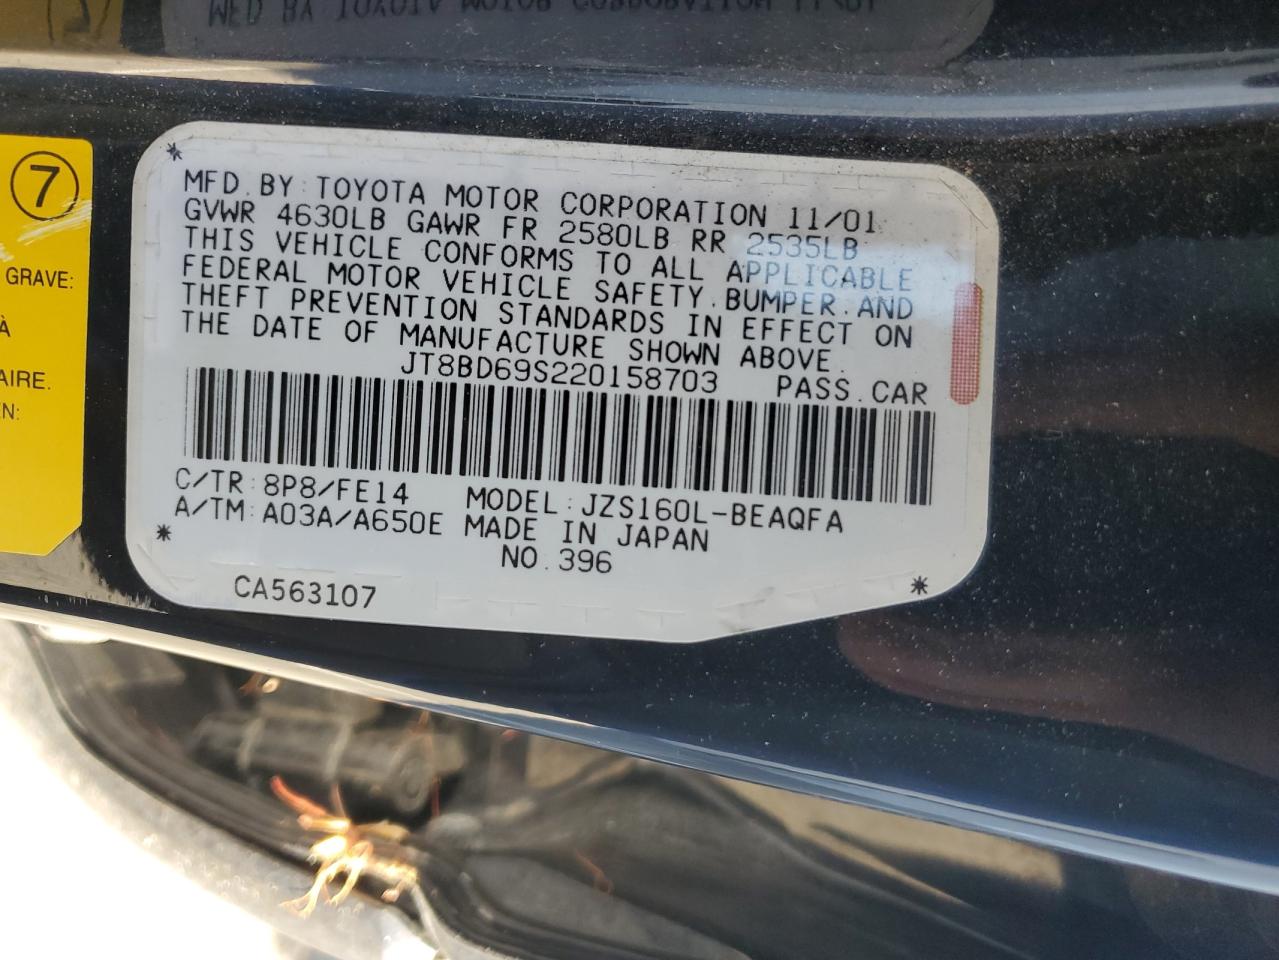 MFD. BY: TOYOTA MOTOR CORPORATION 11/01
GVWR 4630LB GAWR FR 2580LB RR 2535LB
THIS VEHICLE CONFORMS TO ALL APPLICABLE
FEDERAL MOTOR VEHICLE SAFETY. BUMPER. AND
THEFT PREVENTION STANDARDS IN EFFECT ON
THE DATE OF MANUFACTURE SHOWN ABOVE.
JT8BD69S220158703 PASS. CAR
C/TR: 8P8/FE14 MODEL: JZS160L-BEAQFA
A/TM: A03A/A650E MADE IN JAPAN
NO. 396
CA563107
7
GRAVE:
À
AIRE.
EN: